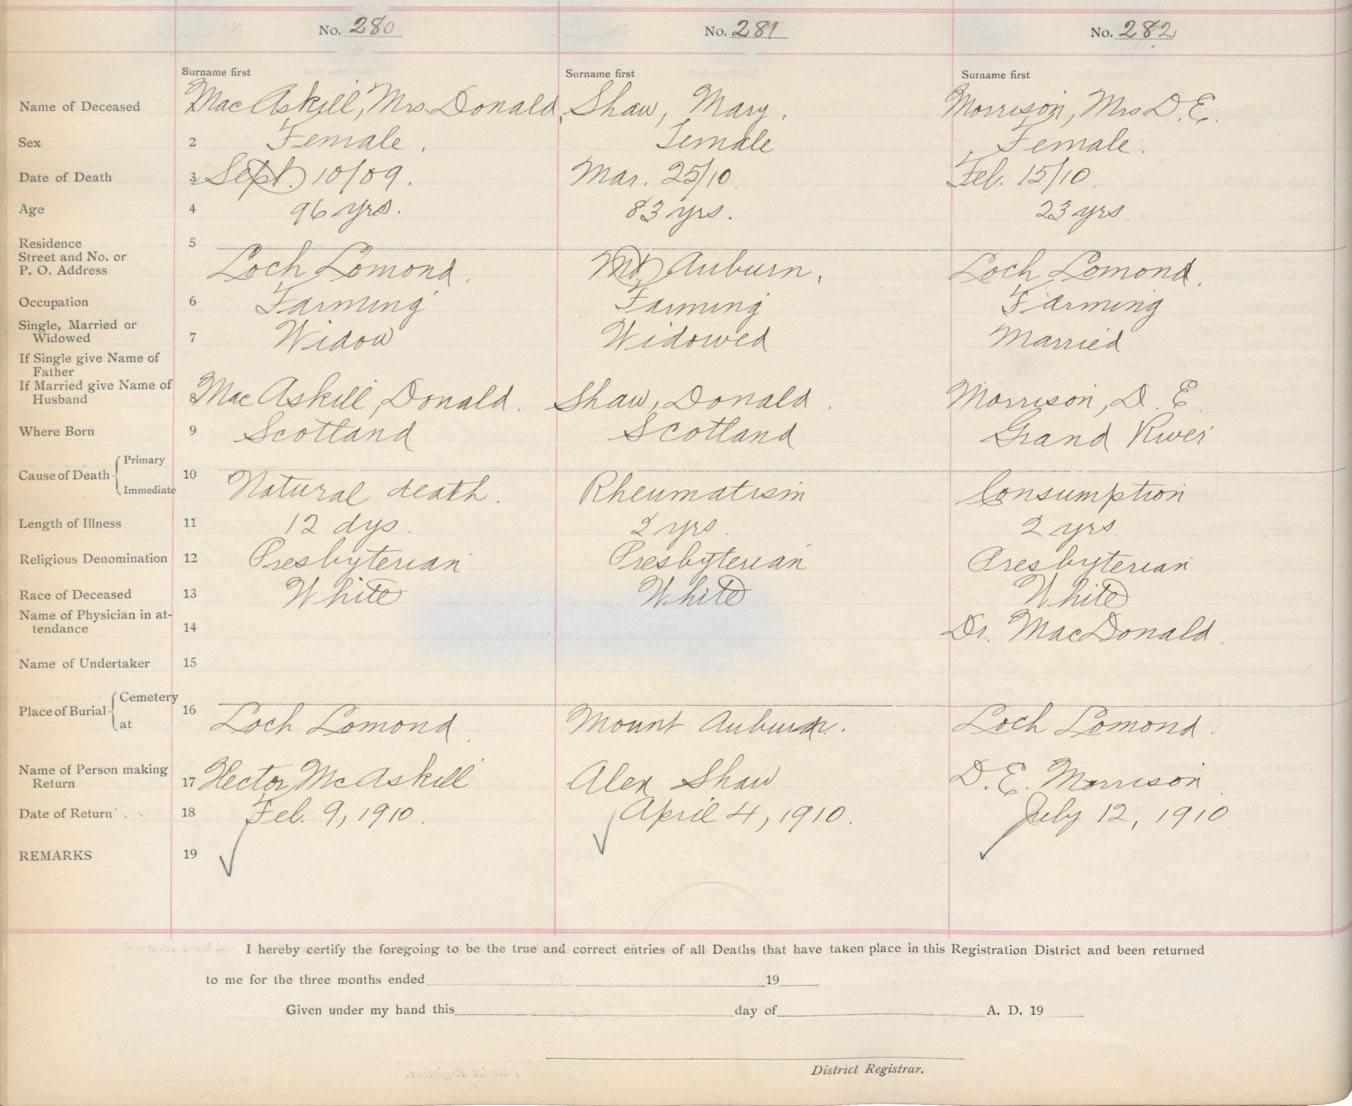 No. 280 No. 281 No. 282
Surname first Surname first Surname first
Name of Deceased MacAskill, Mrs Donald, Shaw, Mary. Morrison, Mrs D. E.
Sex 2 Female. Female Female.
Date of Death 3 Sept. 10/09. Mar. 25/10. Feb. 15/10.
Age 4 96 yrs. 83 yrs. 23 yrs.
Residence 5
Street and No. or
P. O. Address Loch Lomond. Mt Auburn, Loch Lomond.
Occupation 6 Farming Farming Farming
Single, Married or
Widowed 7 Widow Widowed Married
If Single give Name of
Father
If Married give Name of
Husband 8 MacAskill, Donald. Shaw, Donald. Morrison, D. E.
Where Born 9 Scotland Scotland Grand River
Primary
Cause of Death 10
Immediate Natural death. Rheumatism Consumption
Length of Illness 11 12 dys. 2 yrs. 2 yrs.
Religious Denomination 12 Presbyterian Presbyterian Presbyterian
Race of Deceased 13 White White White
Name of Physician in at-
tendance 14 Dr. MacDonald.
Name of Undertaker 15
Cemetery
Place of Burial 16
at Loch Lomond. Mount Auburn. Loch Lomond.
Name of Person making
Return 17 Hector McAskill Alex Shaw D. E. Morrison.
Date of Return 18 Feb. 9, 1910. April 4, 1910. July 12, 1910
REMARKS 19 ✓ ✓ ✓
I hereby certify the foregoing to be the true and correct entries of all Deaths that have taken place in this Registration District and been returned
to me for the three months ended 19
Given under my hand this day of A. D. 19
District Registrar.